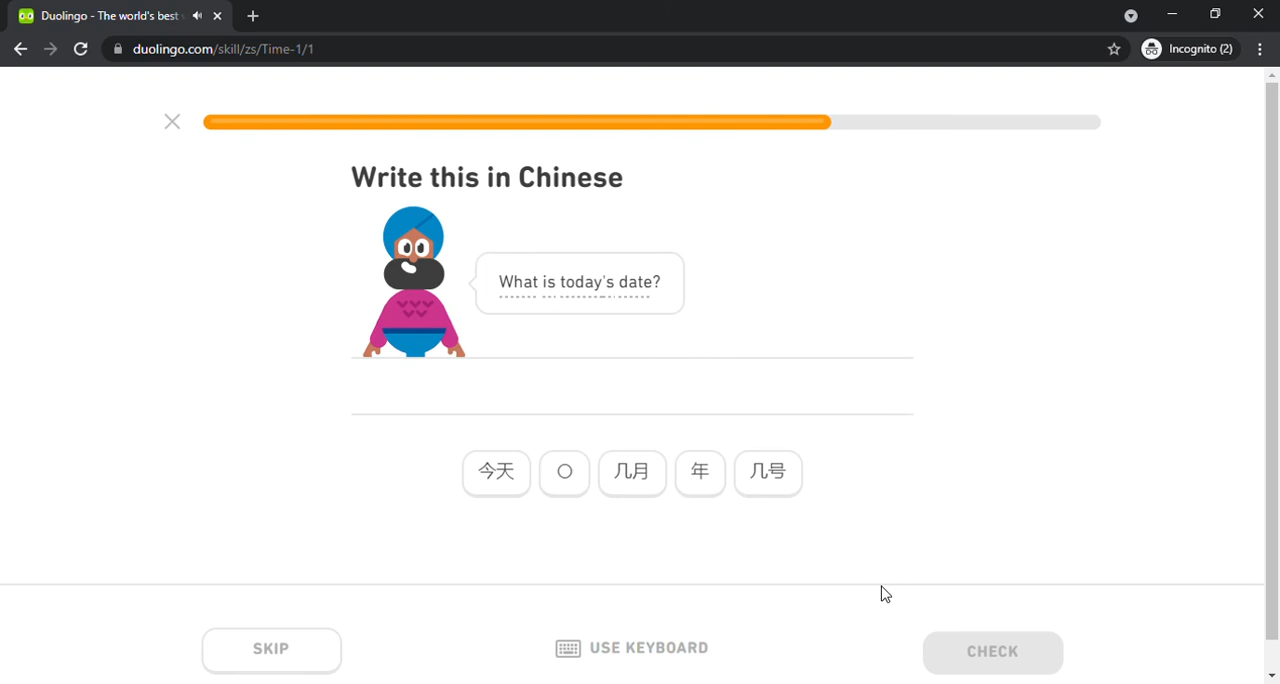 Duolingo - The world's best
duolingo.com/skill/zs/Time-1/1
Incognito (2)
Write this in Chinese
What is today's date?
今天 〇 几月 年 几号
SKIP
USE KEYBOARD
CHECK